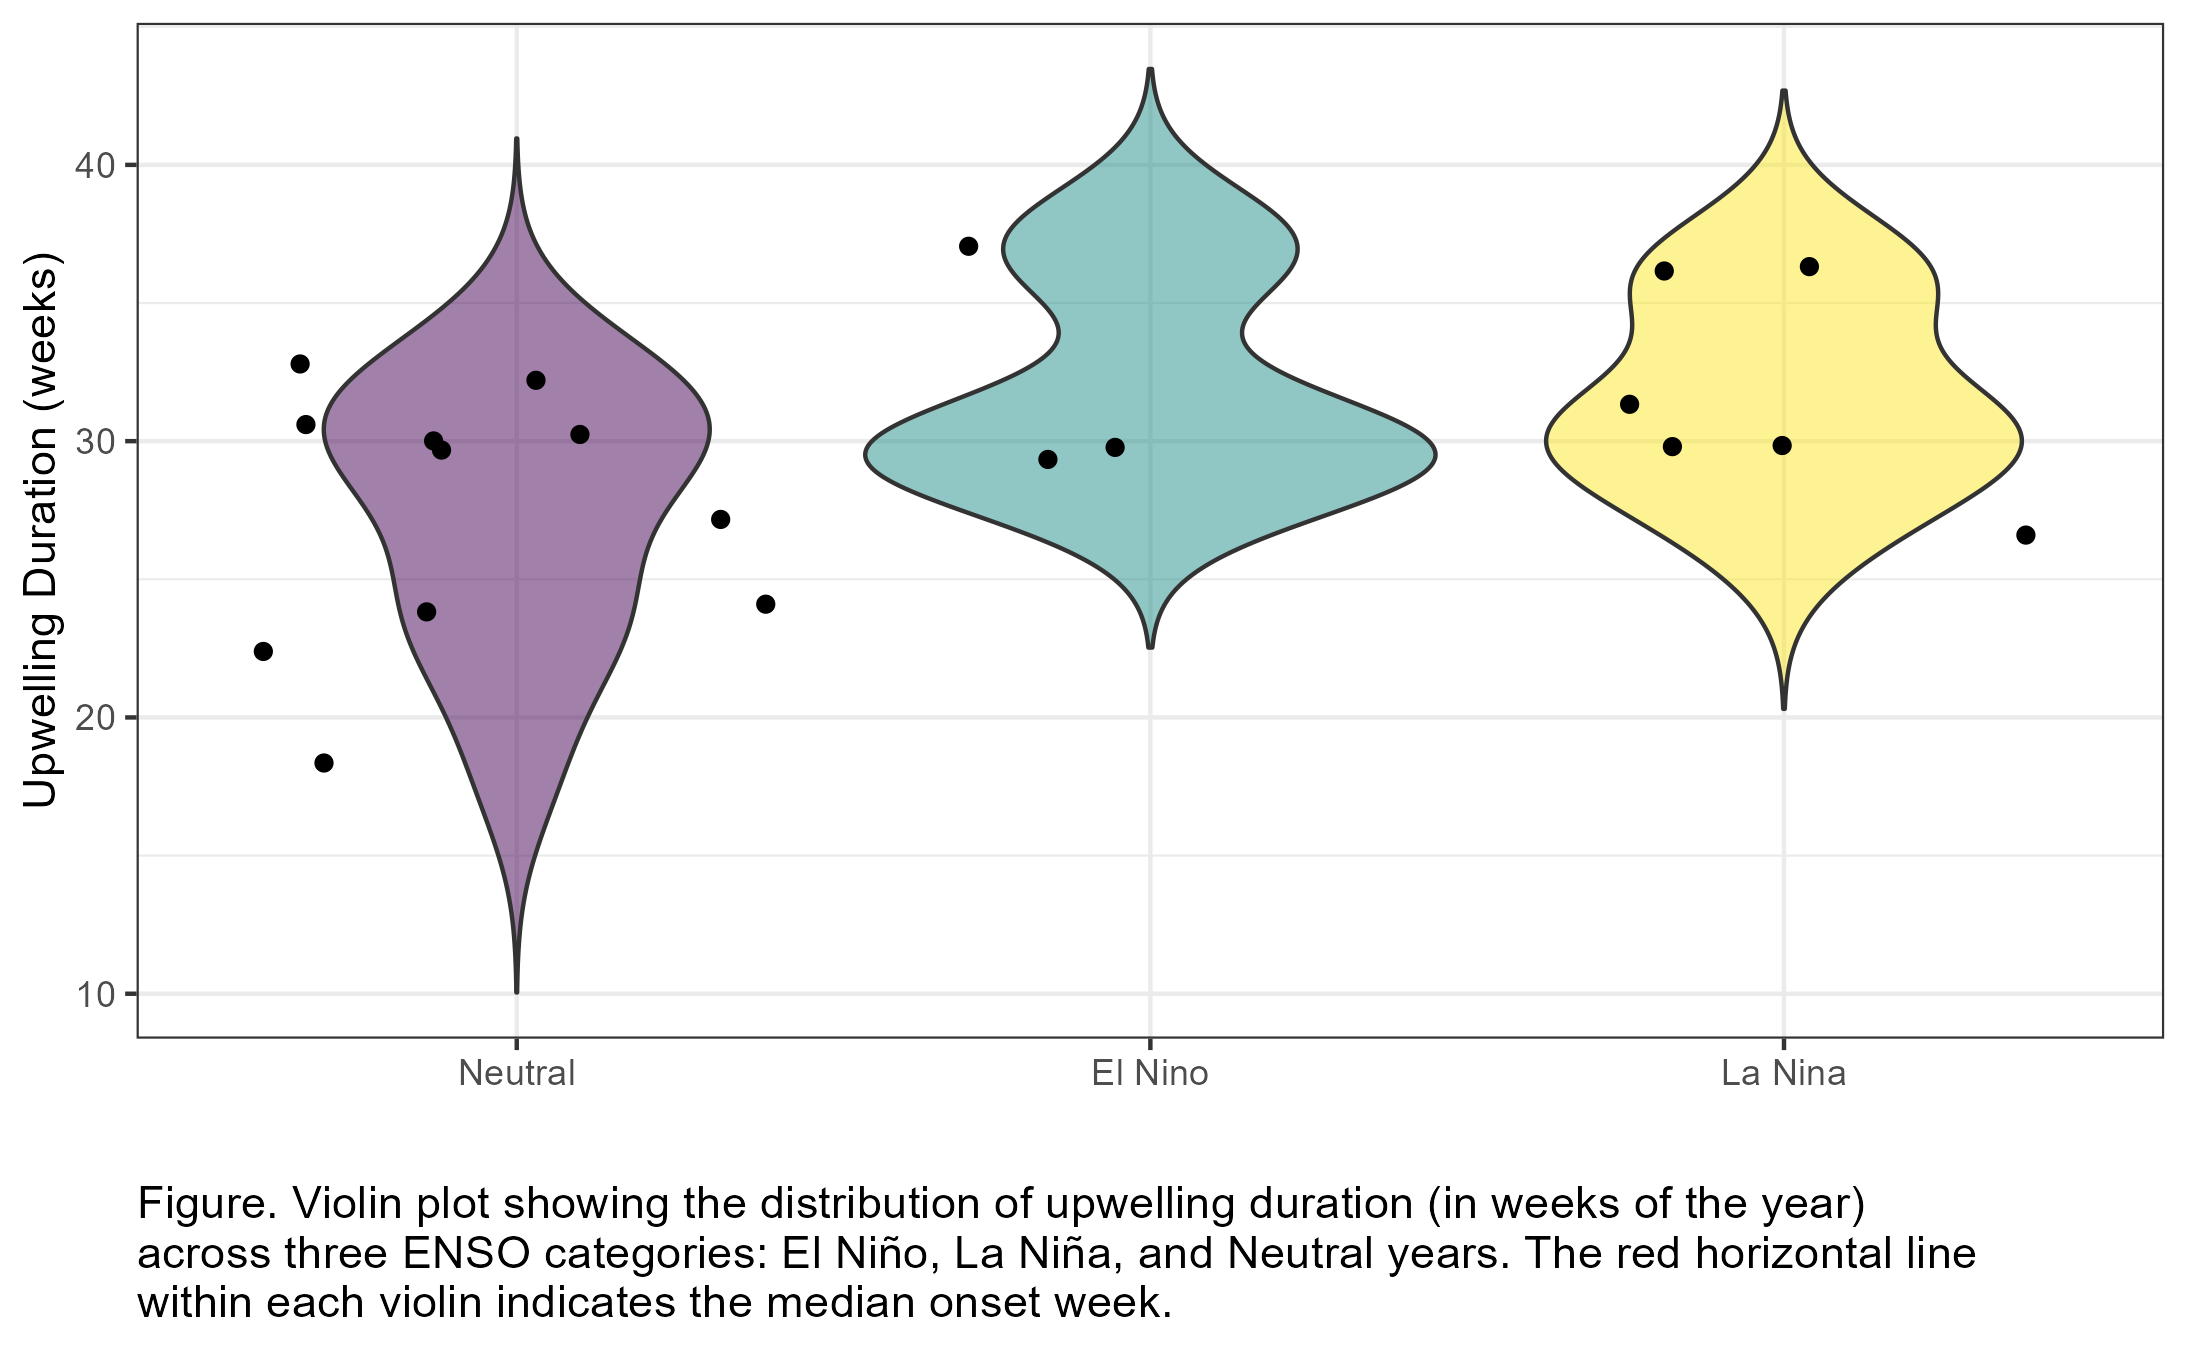 Upwelling Duration (weeks)
40
30
20
10
Neutral
El Nino
La Nina
Figure. Violin plot showing the distribution of upwelling duration (in weeks of the year)
across three ENSO categories: El Niño, La Niña, and Neutral years. The red horizontal line
within each violin indicates the median onset week.